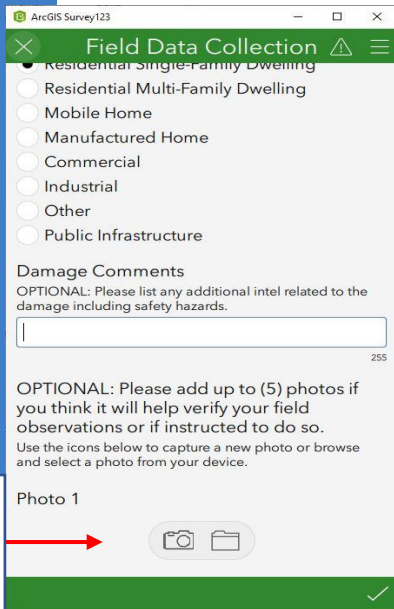 ArcGIS Survey123
Field Data Collection
Residential Single-Family Dwelling
Residential Multi-Family Dwelling
Mobile Home
Manufactured Home
Commercial
Industrial
Other
Public Infrastructure
Damage Comments
OPTIONAL: Please list any additional intel related to the
damage including safety hazards.
255
OPTIONAL: Please add up to (5) photos if
you think it will help verify your field
observations or if instructed to do so.
Use the icons below to capture a new photo or browse
and select a photo from your device.
Photo 1